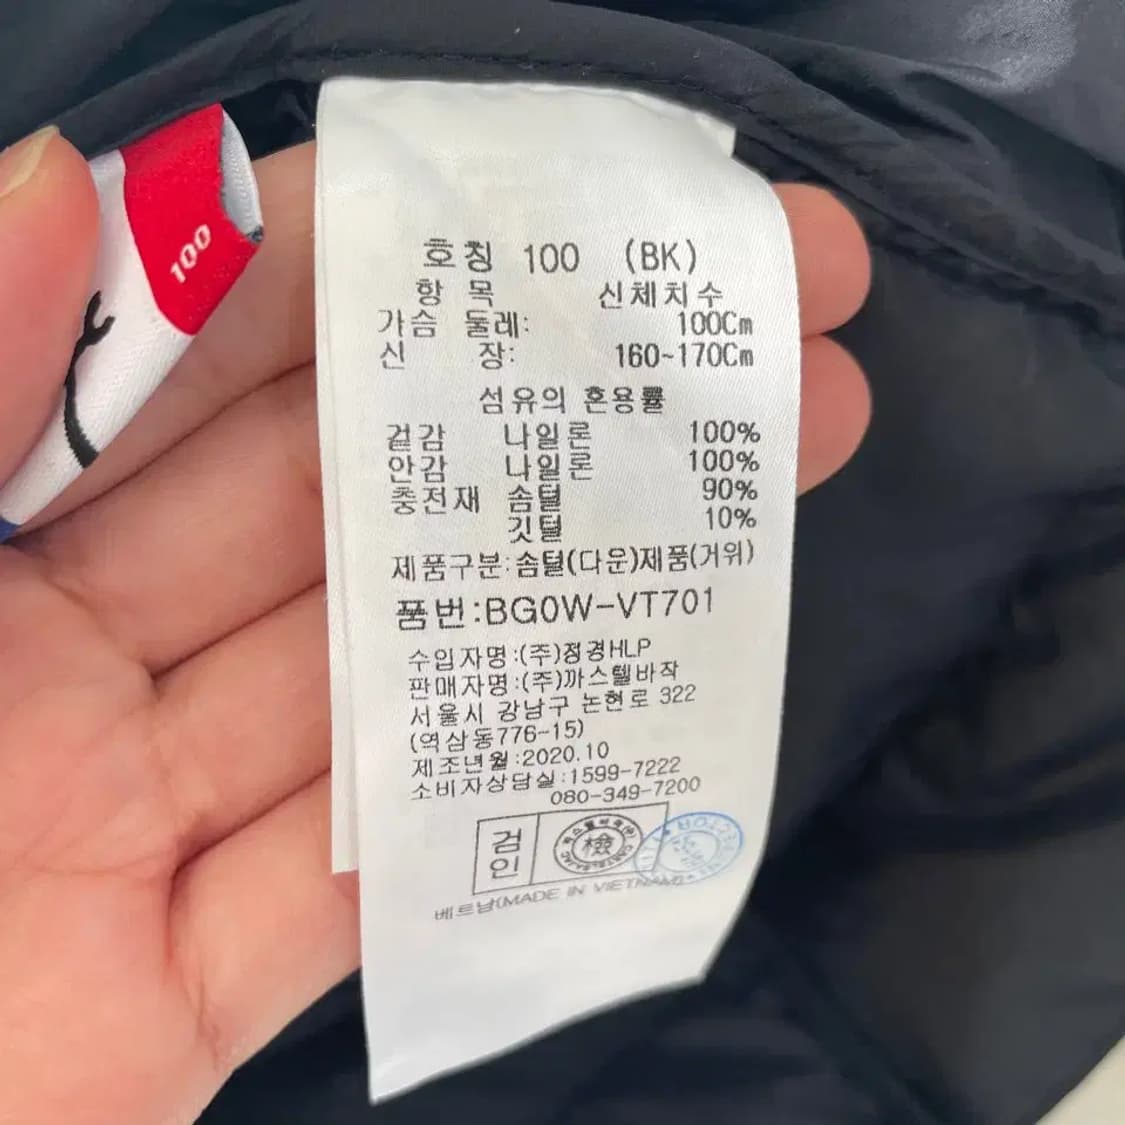 100
호칭 100 (BK)
항 목 신체치수
가슴 둘레: 100Cm
신 장: 160~170Cm
섬유의 혼용률
겉감 나일론 100%
안감 나일론 100%
충전재 솜털 90%
깃털 10%
제품구분:솜털(다운)제품(거위)
품번:BG0W-VT701
수입자명:(주)정경HLP
판매자명:(주)까스텔바작
서울시 강남구 논현로 322
(역삼동776-15)
제조년월:2020.10
소비자상담실:1599-7222
080-349-7200
검인
檢
베트남(MADE IN VIETNAM)